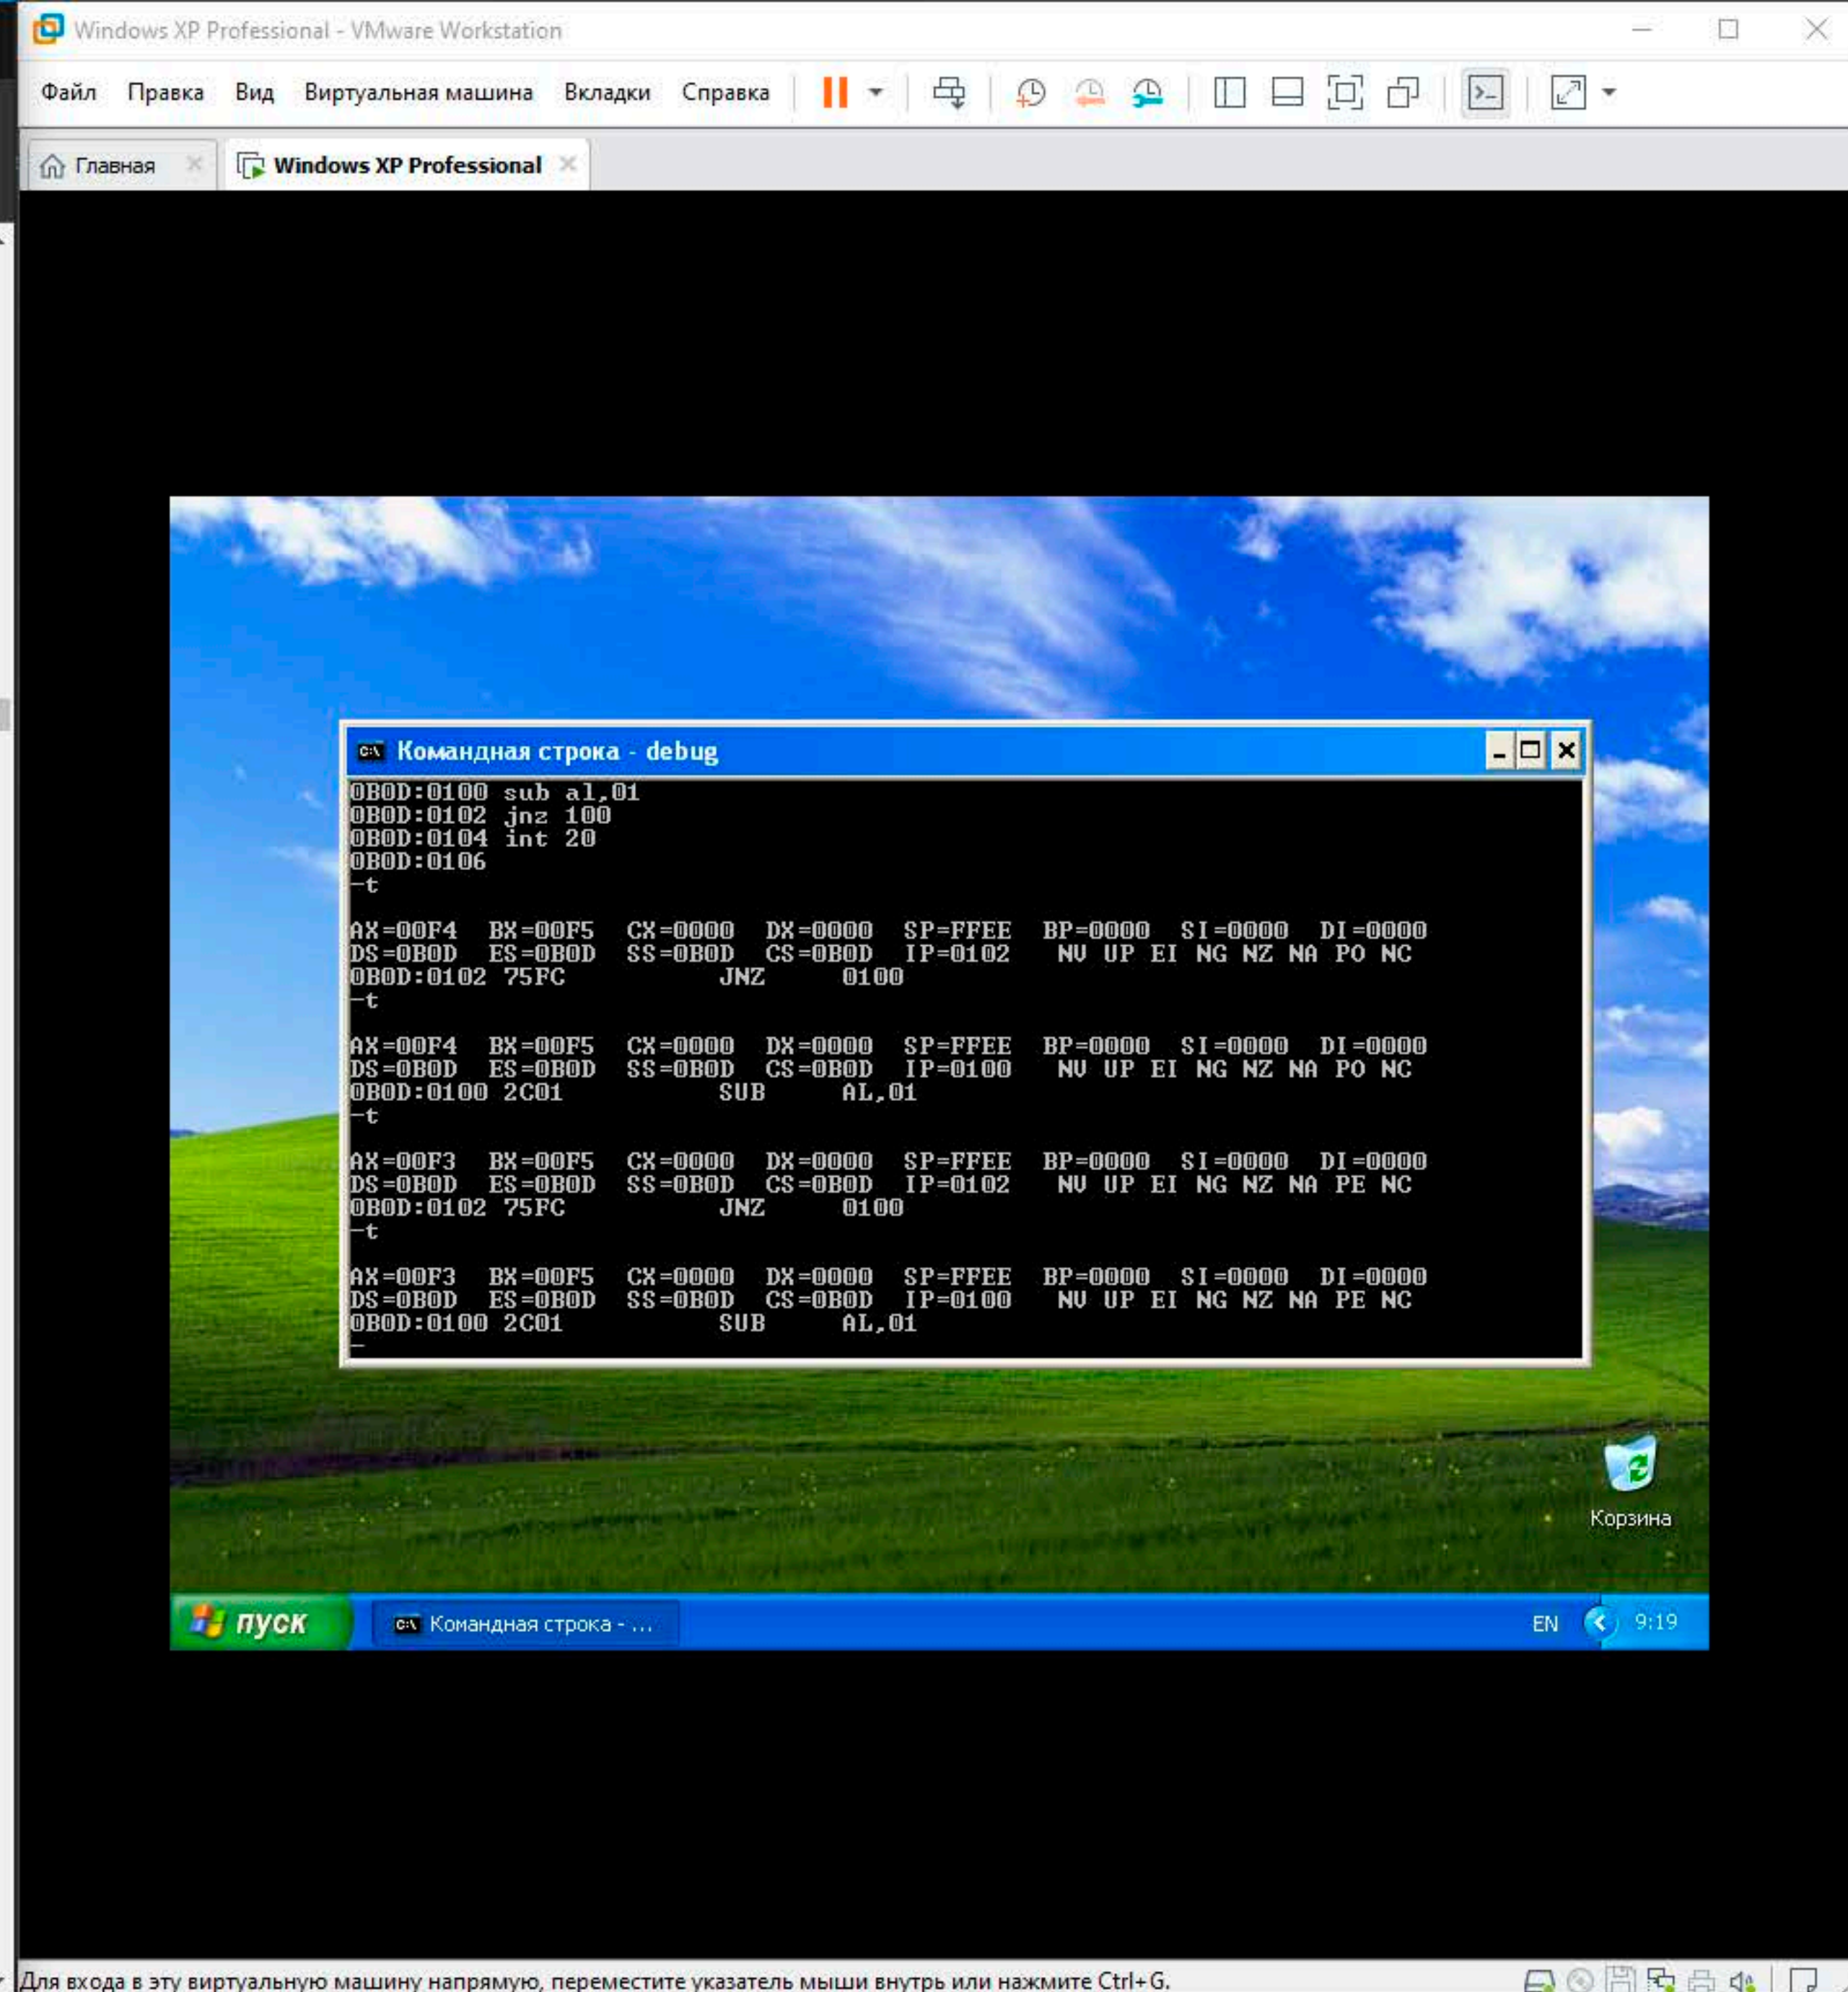 Windows XP Professional - VMware Workstation
Файл Правка Вид Виртуальная машина Вкладки Справка
Главная
Windows XP Professional
Командная строка - debug
0B0D:0100 sub al,01
0B0D:0102 jnz 100
0B0D:0104 int 20
0B0D:0106
-t
AX=00F4 BX=00F5 CX=0000 DX=0000 SP=FFEE BP=0000 SI=0000 DI=0000
DS=0B0D ES=0B0D SS=0B0D CS=0B0D IP=0102 NV UP EI NG NZ NA PO NC
0B0D:0102 75FC JNZ 0100
-t
AX=00F4 BX=00F5 CX=0000 DX=0000 SP=FFEE BP=0000 SI=0000 DI=0000
DS=0B0D ES=0B0D SS=0B0D CS=0B0D IP=0100 NV UP EI NG NZ NA PO NC
0B0D:0100 2C01 SUB AL,01
-t
AX=00F3 BX=00F5 CX=0000 DX=0000 SP=FFEE BP=0000 SI=0000 DI=0000
DS=0B0D ES=0B0D SS=0B0D CS=0B0D IP=0102 NV UP EI NG NZ NA PE NC
0B0D:0102 75FC JNZ 0100
-t
AX=00F3 BX=00F5 CX=0000 DX=0000 SP=FFEE BP=0000 SI=0000 DI=0000
DS=0B0D ES=0B0D SS=0B0D CS=0B0D IP=0100 NV UP EI NG NZ NA PE NC
0B0D:0100 2C01 SUB AL,01
-
Корзина
пуск
Командная строка - ...
EN
9:19
Для входа в эту виртуальную машину напрямую, переместите указатель мыши внутрь или нажмите Ctrl+G.